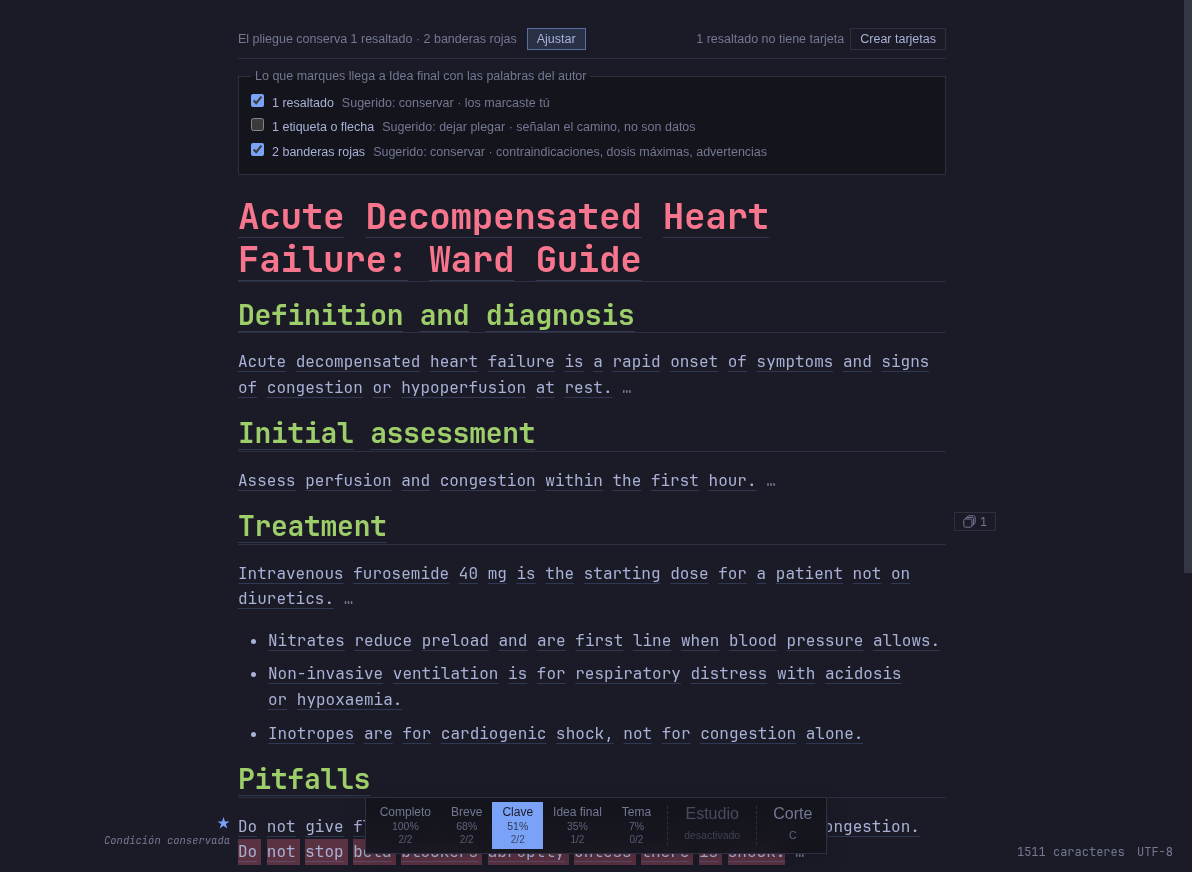 El pliegue conserva 1 resaltado · 2 banderas rojas Ajustar 1 resaltado no tiene tarjeta Crear tarjetas
Lo que marques llega a Idea final con las palabras del autor
1 resaltado Sugerido: conservar · los marcaste tú
1 etiqueta o flecha Sugerido: dejar plegar · señalan el camino, no son datos
2 banderas rojas Sugerido: conservar · contraindicaciones, dosis máximas, advertencias
Acute Decompensated Heart
Failure: Ward Guide
Definition and diagnosis
Acute decompensated heart failure is a rapid onset of symptoms and signs
of congestion or hypoperfusion at rest. …
Initial assessment
Assess perfusion and congestion within the first hour. …
Treatment
1
Intravenous furosemide 40 mg is the starting dose for a patient not on
diuretics. …
• Nitrates reduce preload and are first line when blood pressure allows.
• Non-invasive ventilation is for respiratory distress with acidosis
or hypoxaemia.
• Inotropes are for cardiogenic shock, not for congestion alone.
Pitfalls
★
Condición conservada
Do not give
Do not stop beta blockers abruptly unless there is shock. …
Completo Breve Clave Idea final Tema Estudio Corte
100% 68% 51% 35% 7% desactivado C
2/2 2/2 2/2 1/2 0/2
1511 caracteres UTF-8